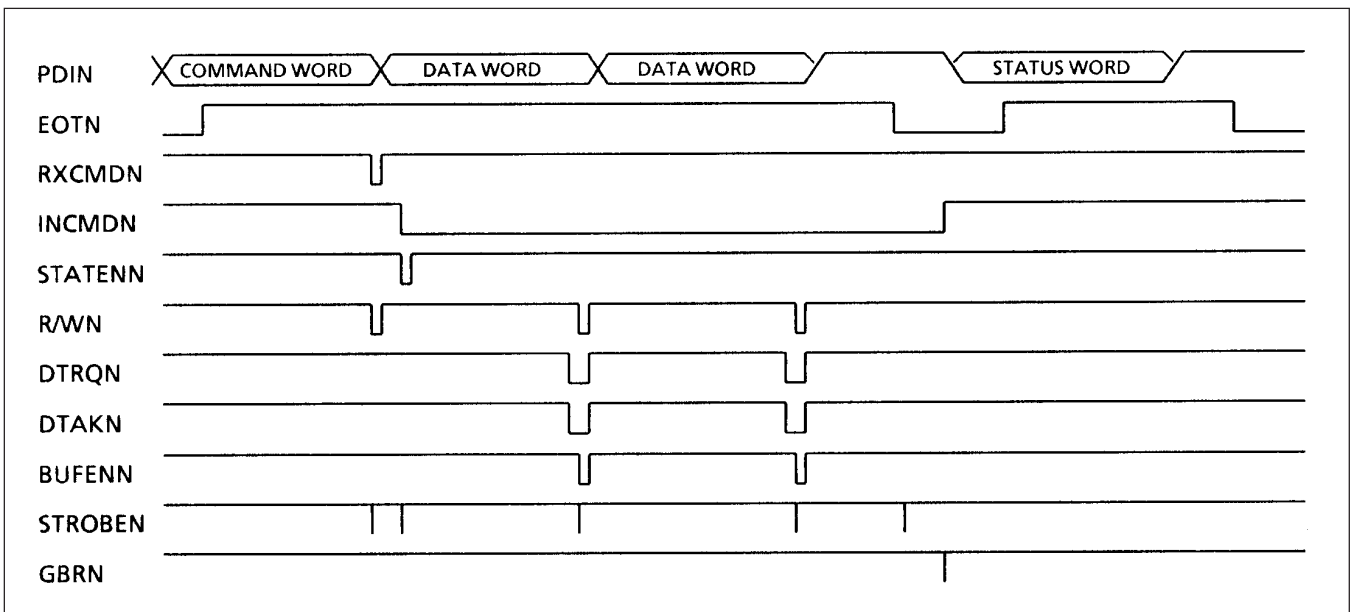 PDIN COMMAND WORD DATA WORD DATA WORD STATUS WORD
EOTN
RXCMDN
INCMDN
STATENN
R/WN
DTRQN
DTAKN
BUFENN
STROBEN
GBRN